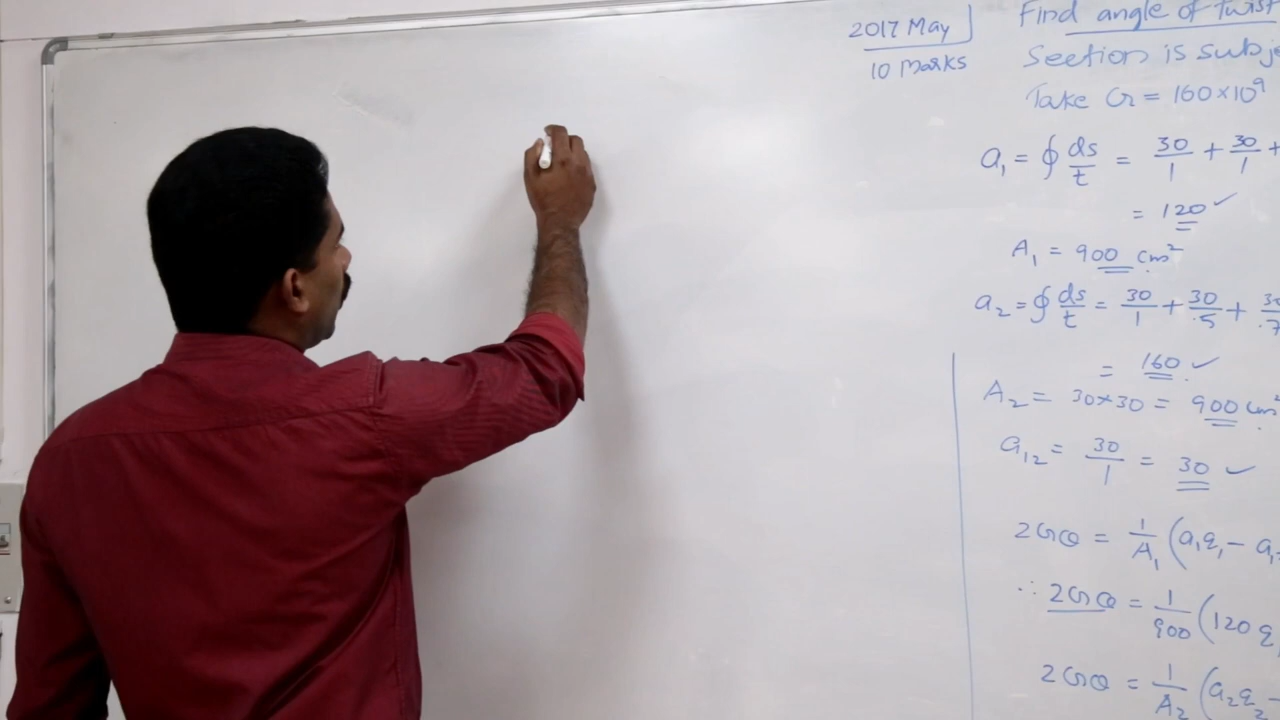 2017 May
10 Marks
Find angle of twist
Section is subje
Take G = 160×10⁹
a₁ = ∮ ds/t = 30/1 + 30/1 +
= 120 ✓
A₁ = 900 cm²
a₂ = ∮ ds/t = 30/1 + 30/.5 + 30/.7
= 160 ✓
A₂ = 30×30 = 900 cm²
a₁₂ = 30/1 = 30 ✓
2Gθ = 1/A₁ (a₁q₁ - a₁
∴ 2Gθ = 1/900 (120 q
2Gθ = 1/A₂ (a₂q₂ -